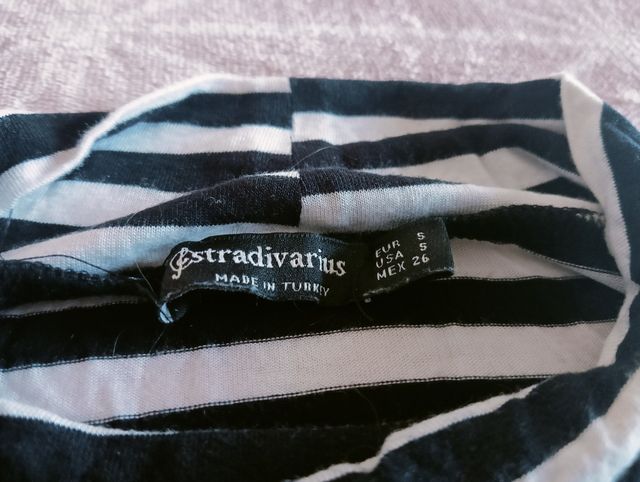 stradivarius
MADE IN TURKEY
EUR S
USA S
MEX 26